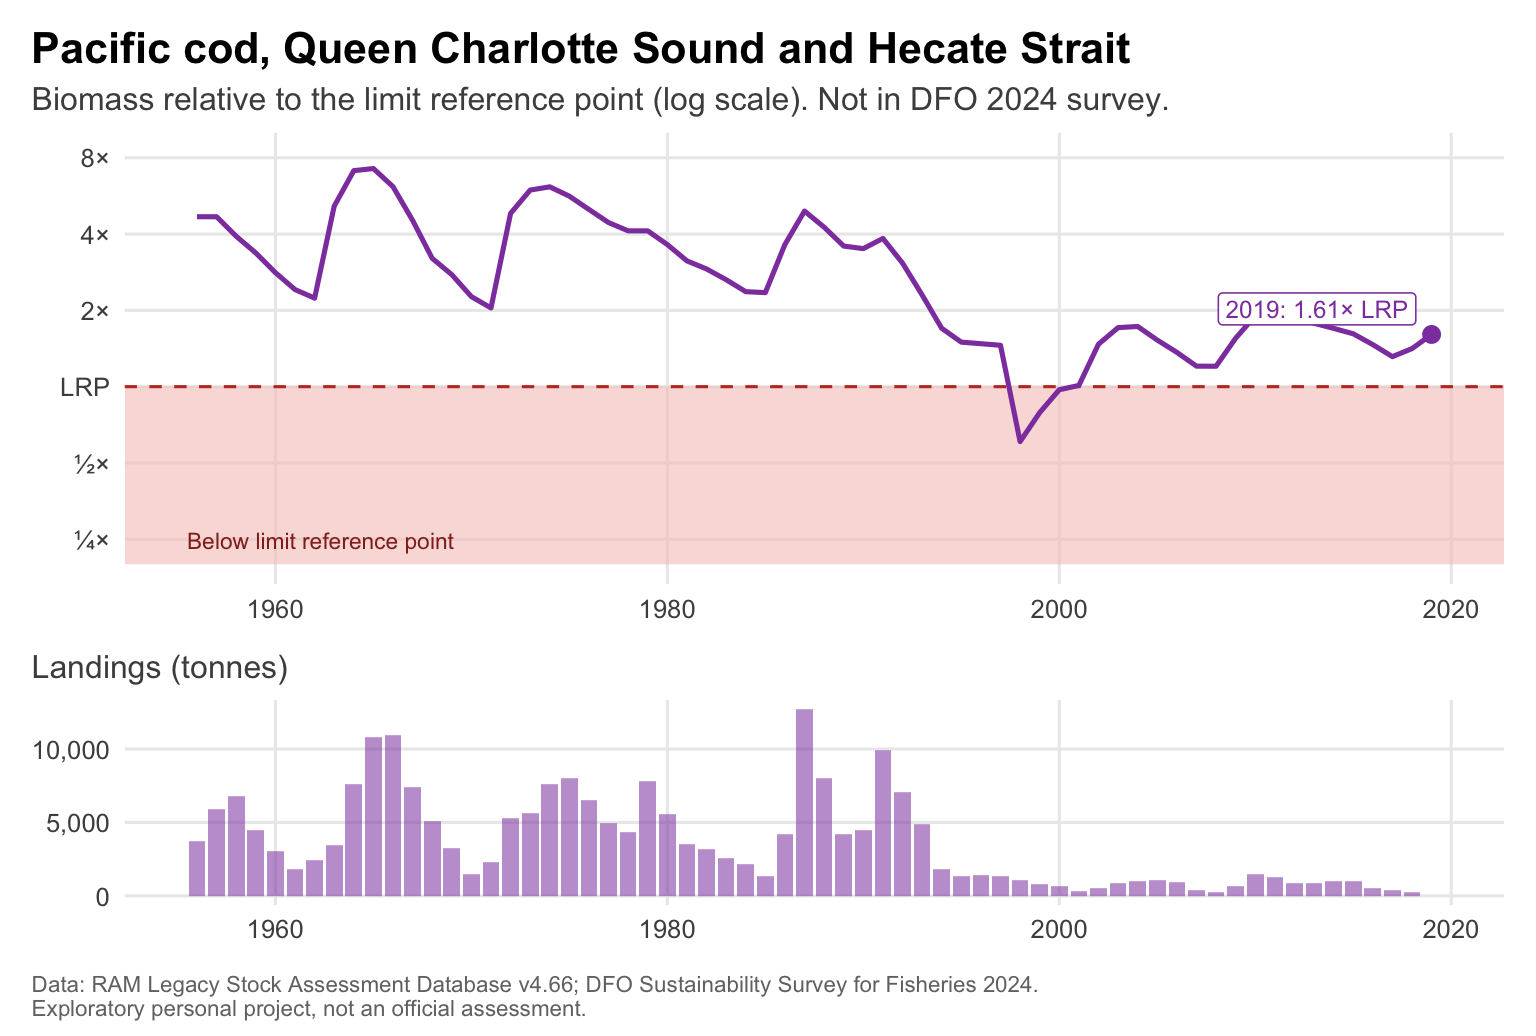 Pacific cod, Queen Charlotte Sound and Hecate Strait
Biomass relative to the limit reference point (log scale). Not in DFO 2024 survey.
8×
4×
2×
2019: 1.61× LRP
LRP
½×
¼×
Below limit reference point
1960 1980 2000 2020
Landings (tonnes)
10,000
5,000
0
1960 1980 2000 2020
Data: RAM Legacy Stock Assessment Database v4.66; DFO Sustainability Survey for Fisheries 2024.
Exploratory personal project, not an official assessment.